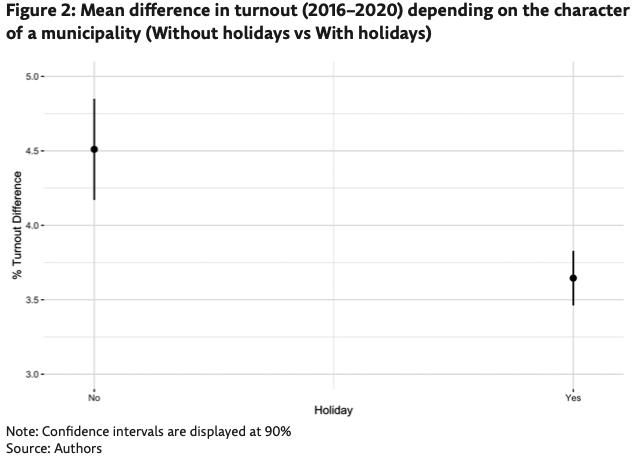 Figure 2: Mean difference in turnout (2016–2020) depending on the character
of a municipality (Without holidays vs With holidays)
5.0
4.5
4.0
3.5
3.0
% Turnout Difference
No
Yes
Holiday
Note: Confidence intervals are displayed at 90%
Source: Authors